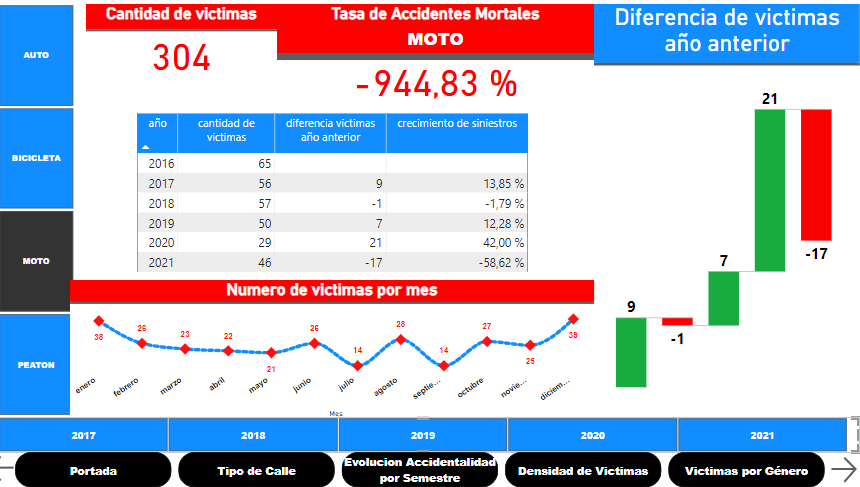 Cantidad de victimas
304
Tasa de Accidentes Mortales
MOTO
-944,83 %
Diferencia de victimas
año anterior
AUTO
BICICLETA
MOTO
PEATON
año cantidad de victimas diferencia victimas año anterior crecimiento de siniestros
2016 65
2017 56 9 13,85 %
2018 57 -1 -1,79 %
2019 50 7 12,28 %
2020 29 21 42,00 %
2021 46 -17 -58,62 %
9
-1
7
21
-17
Numero de victimas por mes
38 26 23 22 21 26 14 28 14 27 25 39
enero febrero marzo abril mayo junio julio agosto septie... octubre novie... diciem...
Mes
2017 2018 2019 2020 2021
Portada
Tipo de Calle
Evolucion Accidentalidad
por Semestre
Densidad de Victimas
Victimas por Género